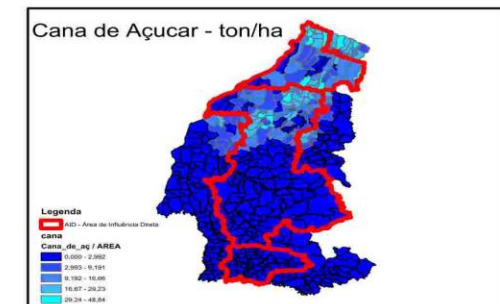 Cana de Açucar - ton/ha
Legenda
AID - Área de Influência Direta
cana
Cana_de_aç / AREA
0,000 - 2,992
2,993 - 9,191
9,192 - 16,66
16,67 - 29,23
29,24 - 48,84